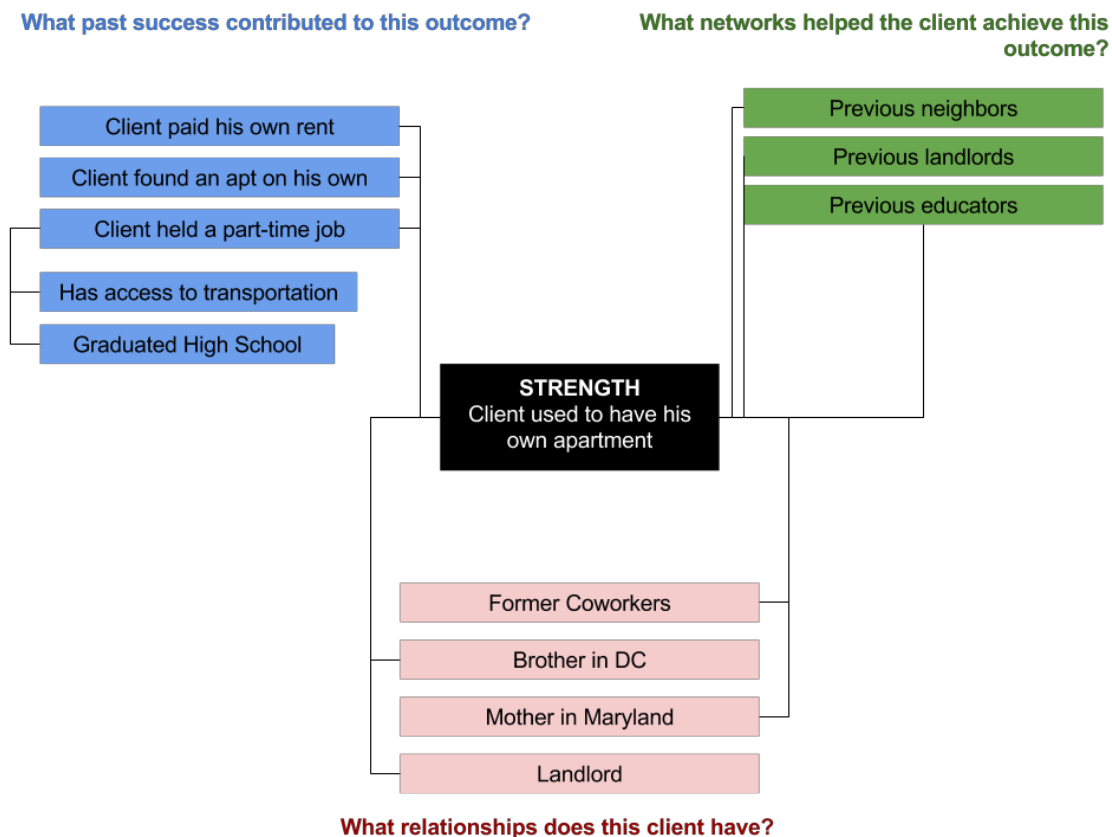 What past success contributed to this outcome?
What networks helped the client achieve this
outcome?
Client paid his own rent
Client found an apt on his own
Client held a part-time job
Has access to transportation
Graduated High School
Previous neighbors
Previous landlords
Previous educators
STRENGTH
Client used to have his
own apartment
Former Coworkers
Brother in DC
Mother in Maryland
Landlord
What relationships does this client have?